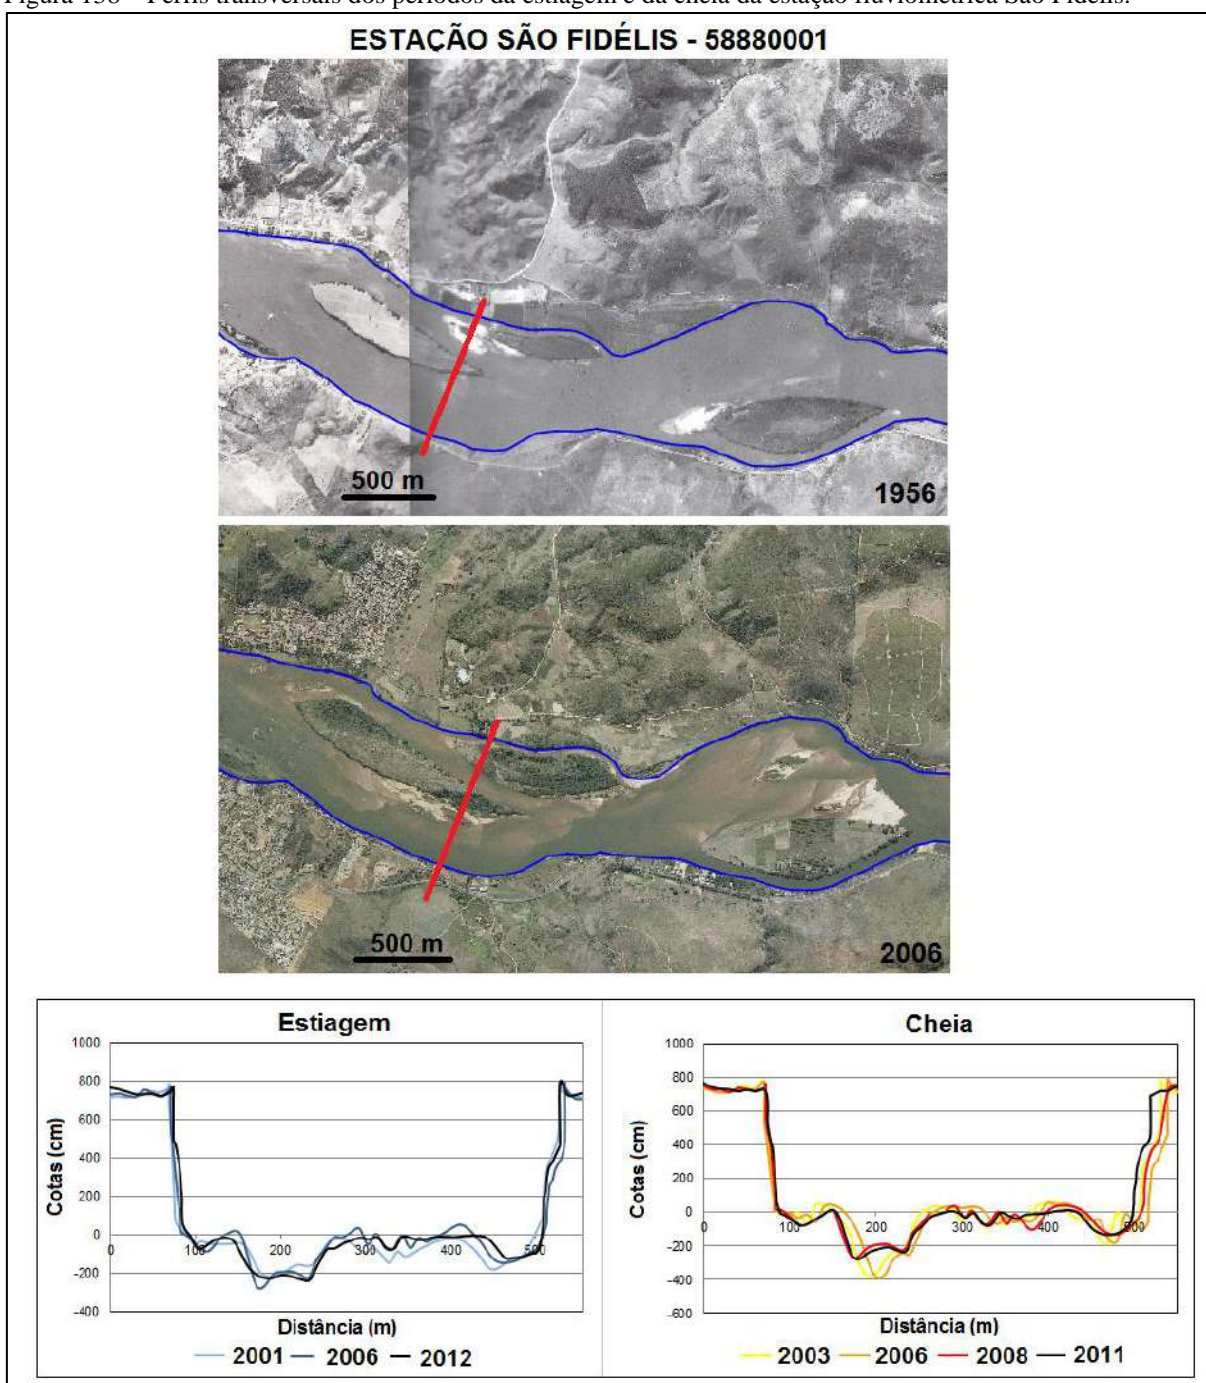 Figura 138 – Perfis transversais dos períodos da estiagem e da cheia da estação fluviométrica São Fidélis.
ESTAÇÃO SÃO FIDÉLIS - 58880001
500 m
1956
500 m
2006
Estiagem
1000
800
600
400
200
0
-200
-400
0 100 200 300 400 500
Cotas (cm)
Distância (m)
2001 2006 2012
Cheia
1000
800
600
400
200
0
-200
-400
-600
0 100 200 300 400 500
Cotas (cm)
Distância (m)
2003 2006 2008 2011